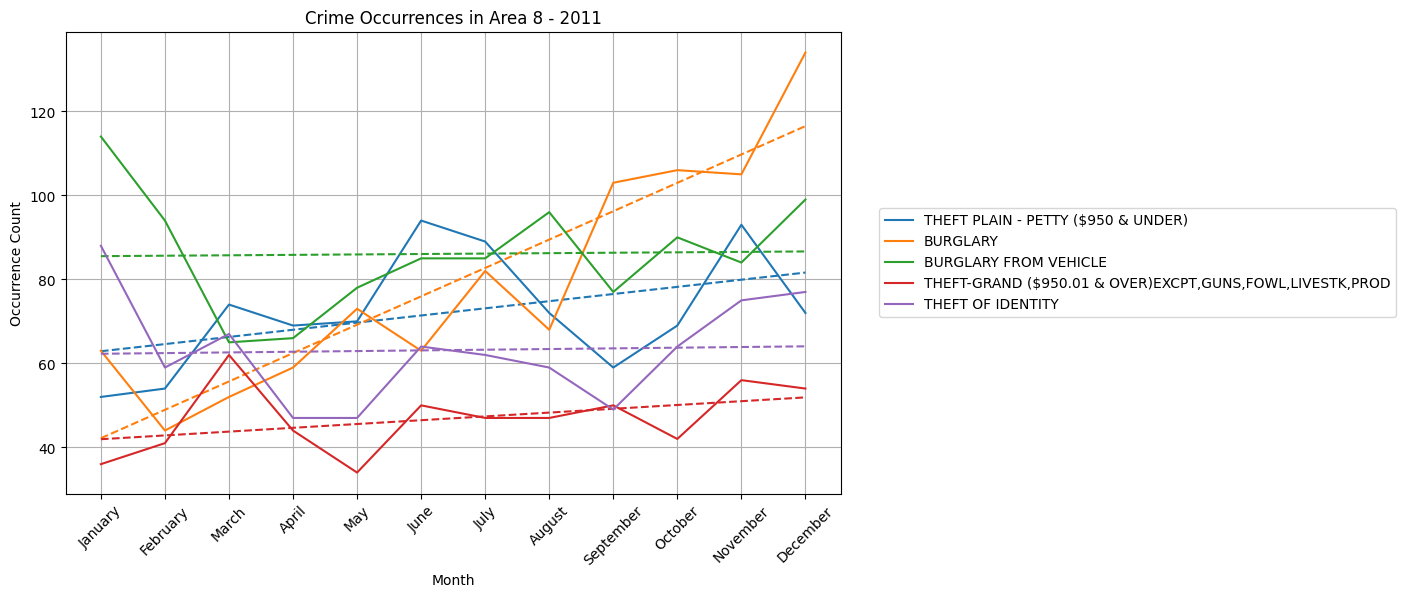 Crime Occurrences in Area 8 - 2011
Occurrence Count
120
100
80
60
40
January
February
March
April
May
June
July
August
September
October
November
December
Month
THEFT PLAIN - PETTY ($950 & UNDER)
BURGLARY
BURGLARY FROM VEHICLE
THEFT-GRAND ($950.01 & OVER)EXCPT,GUNS,FOWL,LIVESTK,PROD
THEFT OF IDENTITY